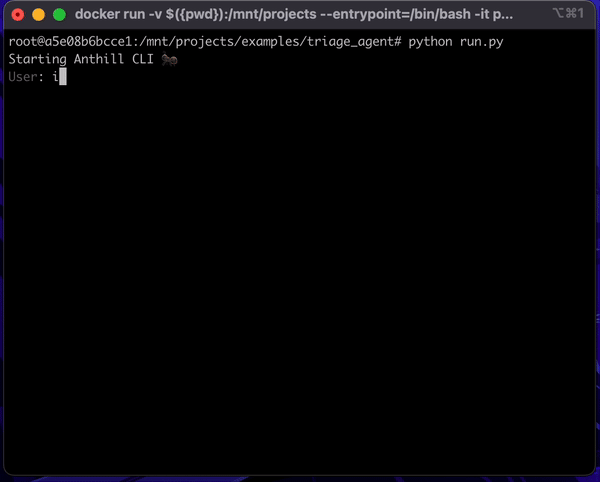 docker run -v $({pwd}):/mnt/projects --entrypoint=/bin/bash -it p... ⌥⌘1
root@a5e08b6bcce1:/mnt/projects/examples/triage_agent# python run.py
Starting Anthill CLI 🐜
User: i